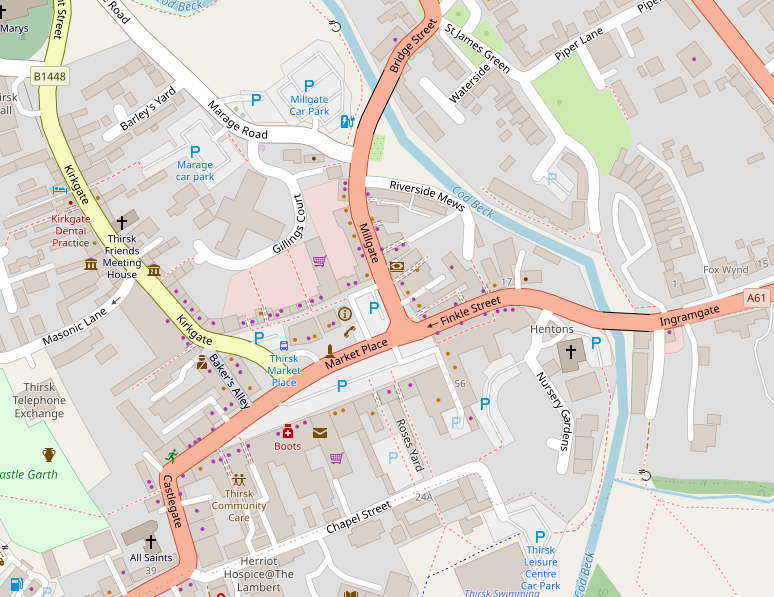 Cod Beck
Bridge Street
St James Green
Piper Lane
Marys
B1448
Waterside
Millgate
Car Park
Barley's Yard
Marage Road
Marage
car park
Kirkgate
Riverside Mews
Cod Beck
Kirkgate
Dental
Practice
Thirsk
Friends
Meeting
House
Gillings Court
Millgate
Fox Wynd
15
17
1
A61
Masonic Lane
Kirkgate
Finkle Street
Ingramgate
Hentons
Market Place
Thirsk
Market
Place
Baker's Alley
56
Thirsk
Telephone
Exchange
Nursery Gardens
Roses Yard
Boots
Castlegate
Thirsk
Community
Care
24A
Chapel Street
All Saints
39
Herriot
Hospice@The
Lambert
Thirsk
Leisure
Centre
Car Park
Cod Beck
Thirsk Swimming